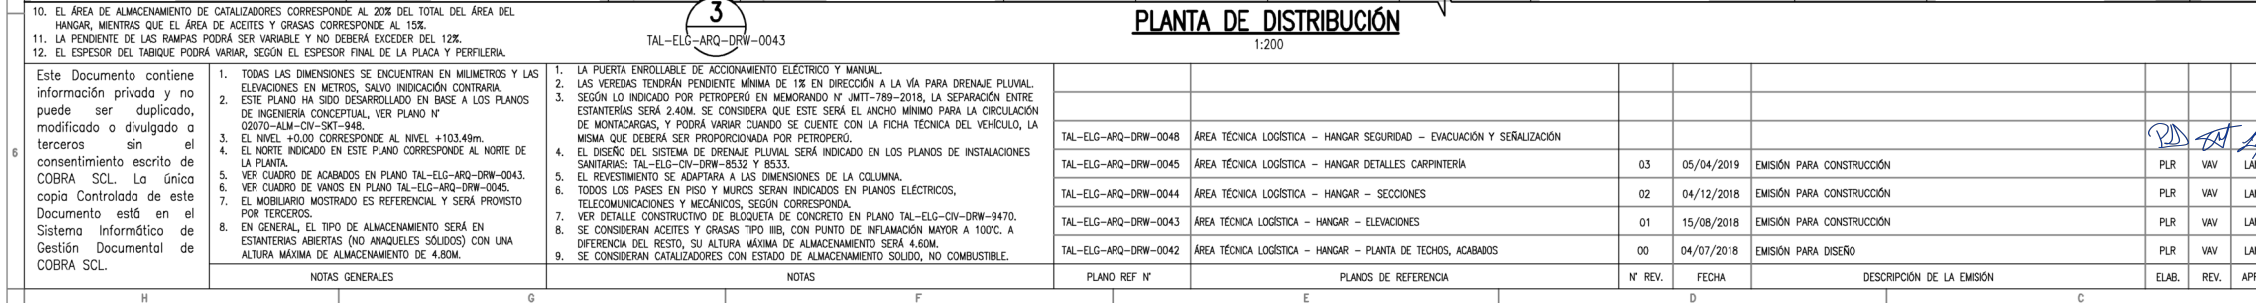 10. EL ÁREA DE ALMACENAMIENTO DE CATALIZADORES CORRESPONDE AL 20% DEL TOTAL DEL ÁREA DEL
HANGAR, MIENTRAS QUE EL ÁREA DE ACEITES Y GRASAS CORRESPONDE AL 15%.
11. LA PENDIENTE DE LAS RAMPAS PODRÁ SER VARIABLE Y NO DEBERÁ EXCEDER DEL 12%.
12. EL ESPESOR DEL TABIQUE PODRÁ VARIAR, SEGÚN EL ESPESOR FINAL DE LA PLACA Y PERFILERIA.
3
TAL-ELG-ARQ-DRW-0043
PLANTA DE DISTRIBUCIÓN
1:200
6
Este Documento contiene
información privada y no
puede ser duplicado,
modificado o divulgado a
terceros sin el
consentimiento escrito de
COBRA SCL. La única
copia Controlada de este
Documento está en el
Sistema Informático de
Gestión Documental de
COBRA SCL.
1. TODAS LAS DIMENSIONES SE ENCUENTRAN EN MILIMETROS Y LAS
ELEVACIONES EN METROS, SALVO INDICACIÓN CONTRARIA.
2. ESTE PLANO HA SIDO DESARROLLADO EN BASE A LOS PLANOS
DE INGENIERÍA CONCEPTUAL, VER PLANO N°
02070-ALM-CIV-SKT-948.
3. EL NIVEL +0.00 CORRESPONDE AL NIVEL +103.49m.
4. EL NORTE INDICADO EN ESTE PLANO CORRESPONDE AL NORTE DE
LA PLANTA.
5. VER CUADRO DE ACABADOS EN PLANO TAL-ELG-ARQ-DRW-0043.
6. VER CUADRO DE VANOS EN PLANO TAL-ELG-ARQ-DRW-0045.
7. EL MOBILIARIO MOSTRADO ES REFERENCIAL Y SERÁ PROVISTO
POR TERCEROS.
8. EN GENERAL, EL TIPO DE ALMACENAMIENTO SERÁ EN
ESTANTERIAS ABIERTAS (NO ANAQUELES SÓLIDOS) CON UNA
ALTURA MÁXIMA DE ALMACENAMIENTO DE 4.80M.
NOTAS GENERALES
1. LA PUERTA ENROLLABLE DE ACCIONAMIENTO ELÉCTRICO Y MANUAL.
2. LAS VEREDAS TENDRÁN PENDIENTE MÍNIMA DE 1% EN DIRECCIÓN A LA VÍA PARA DRENAJE PLUVIAL.
3. SEGÚN LO INDICADO POR PETROPERÚ EN MEMORANDO N° JMTT-789-2018, LA SEPARACIÓN ENTRE
ESTANTERÍAS SERÁ 2.40M. SE CONSIDERA QUE ESTE SERÁ EL ANCHO MÍNIMO PARA LA CIRCULACIÓN
DE MONTACARGAS, Y PODRÁ VARIAR CUANDO SE CUENTE CON LA FICHA TÉCNICA DEL VEHÍCULO, LA
MISMA QUE DEBERÁ SER PROPORCIONADA POR PETROPERÚ.
4. EL DISEÑO DEL SISTEMA DE DRENAJE PLUVIAL SERÁ INDICADO EN LOS PLANOS DE INSTALACIONES
SANITARIAS: TAL-ELG-CIV-DRW-8532 Y 8533.
5. EL REVESTIMIENTO SE ADAPTARA A LAS DIMENSIONES DE LA COLUMNA.
6. TODOS LOS PASES EN PISO Y MUROS SERAN INDICADOS EN PLANOS ELÉCTRICOS,
TELECOMUNICACIONES Y MECÁNICOS, SEGÚN CORRESPONDA.
7. VER DETALLE CONSTRUCTIVO DE BLOQUETA DE CONCRETO EN PLANO TAL-ELG-CIV-DRW-9470.
8. SE CONSIDERAN ACEITES Y GRASAS TIPO IIIB, CON PUNTO DE INFLAMACIÓN MAYOR A 100°C. A
DIFERENCIA DEL RESTO, SU ALTURA MÁXIMA DE ALMACENAMIENTO SERÁ 4.60M.
9. SE CONSIDERAN CATALIZADORES CON ESTADO DE ALMACENAMIENTO SOLIDO, NO COMBUSTIBLE.
NOTAS
TAL-ELG-ARQ-DRW-0048 ÁREA TÉCNICA LOGÍSTICA - HANGAR SEGURIDAD - EVACUACIÓN Y SEÑALIZACIÓN
TAL-ELG-ARQ-DRW-0045 ÁREA TÉCNICA LOGÍSTICA - HANGAR DETALLES CARPINTERÍA
TAL-ELG-ARQ-DRW-0044 ÁREA TÉCNICA LOGÍSTICA - HANGAR - SECCIONES
TAL-ELG-ARQ-DRW-0043 ÁREA TÉCNICA LOGÍSTICA - HANGAR - ELEVACIONES
TAL-ELG-ARQ-DRW-0042 ÁREA TÉCNICA LOGÍSTICA - HANGAR - PLANTA DE TECHOS, ACABADOS
PLANO REF N° PLANOS DE REFERENCIA
03 05/04/2019 EMISIÓN PARA CONSTRUCCIÓN PLR VAV
02 04/12/2018 EMISIÓN PARA CONSTRUCCIÓN PLR VAV
01 15/08/2018 EMISIÓN PARA CONSTRUCCIÓN PLR VAV
00 04/07/2018 EMISIÓN PARA DISEÑO PLR VAV
N° REV. FECHA DESCRIPCIÓN DE LA EMISIÓN ELAB. REV.
H G F E D C